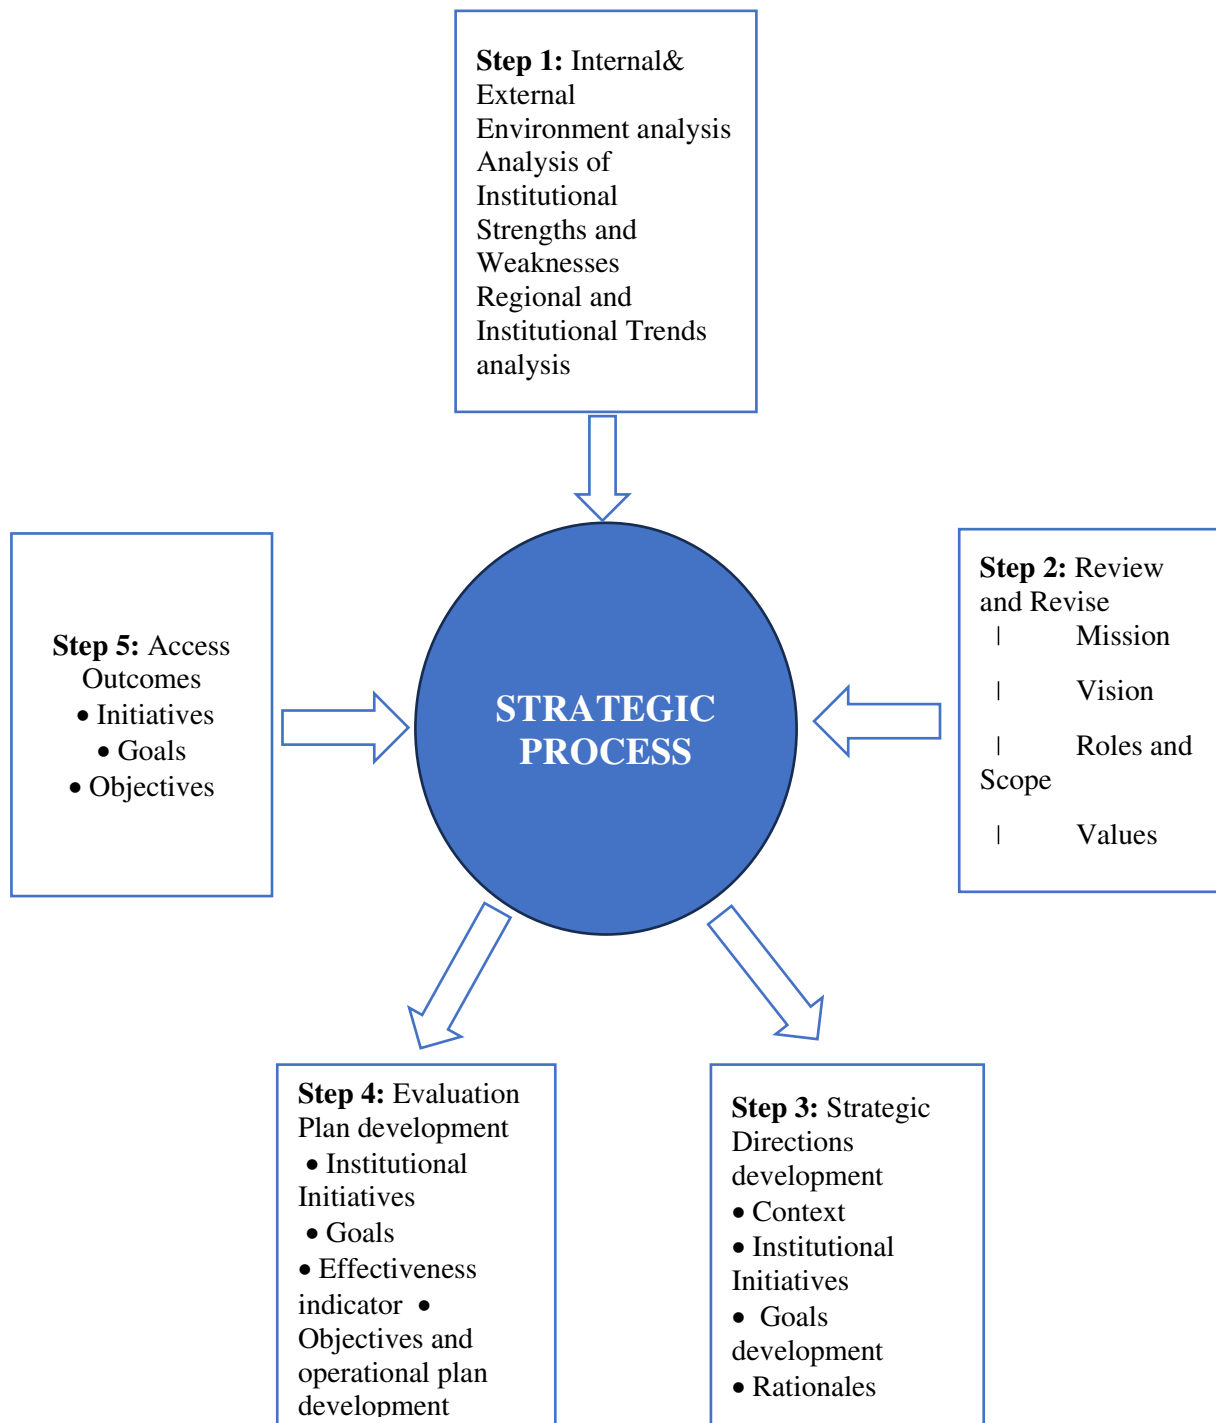 Step 1: Internal&
External
Environment analysis
Analysis of
Institutional
Strengths and
Weaknesses
Regional and
Institutional Trends
analysis
Step 5: Access
Outcomes
• Initiatives
• Goals
• Objectives
STRATEGIC
PROCESS
Step 2: Review
and Revise
| Mission
| Vision
| Roles and
Scope
| Values
Step 4: Evaluation
Plan development
• Institutional
Initiatives
• Goals
• Effectiveness
indicator •
Objectives and
operational plan
development
Step 3: Strategic
Directions
development
• Context
• Institutional
Initiatives
• Goals
development
• Rationales